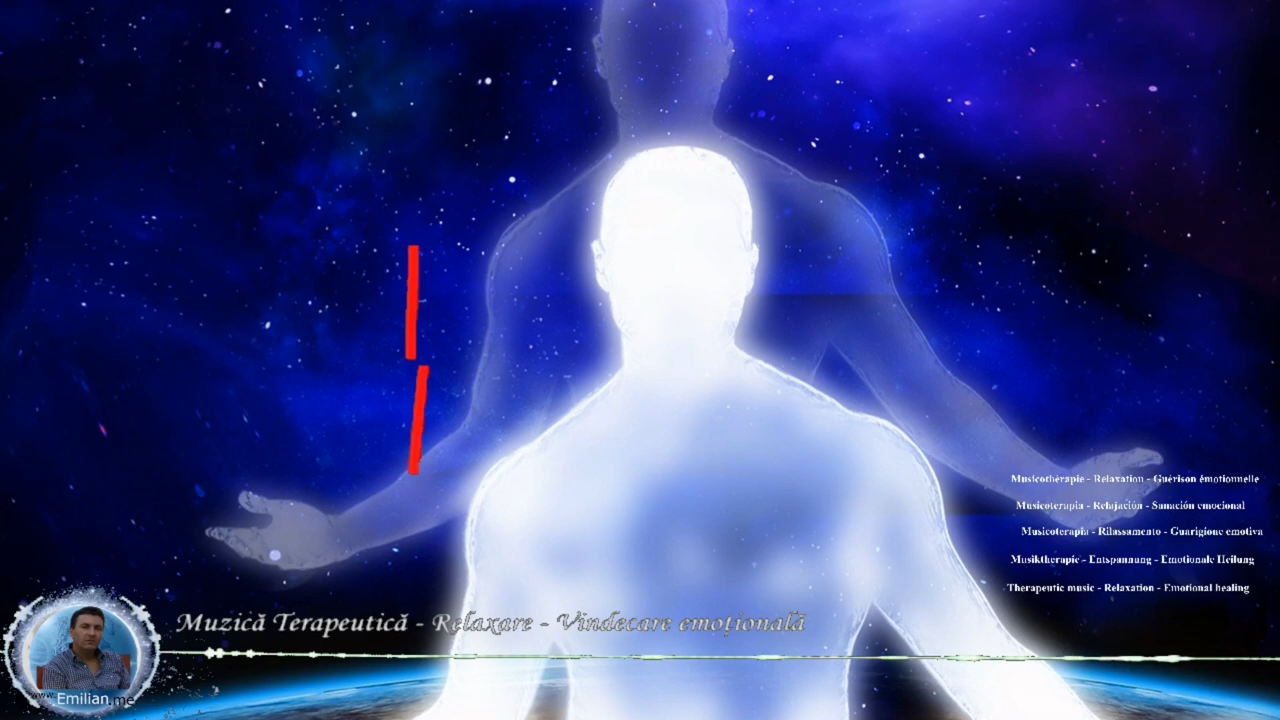 Musicothérapie - Relaxation - Guérison émotionnelle
Musicoterapia - Relajación - Sanación emocional
Musicoterapia - Rilassamento - Guarigione emotiva
Musiktherapie - Entspannung - Emotionale Heilung
Therapeutic music - Relaxation - Emotional healing
Muzică Terapeutică - Relaxare - Vindecare emoțională
www.Emilian.me